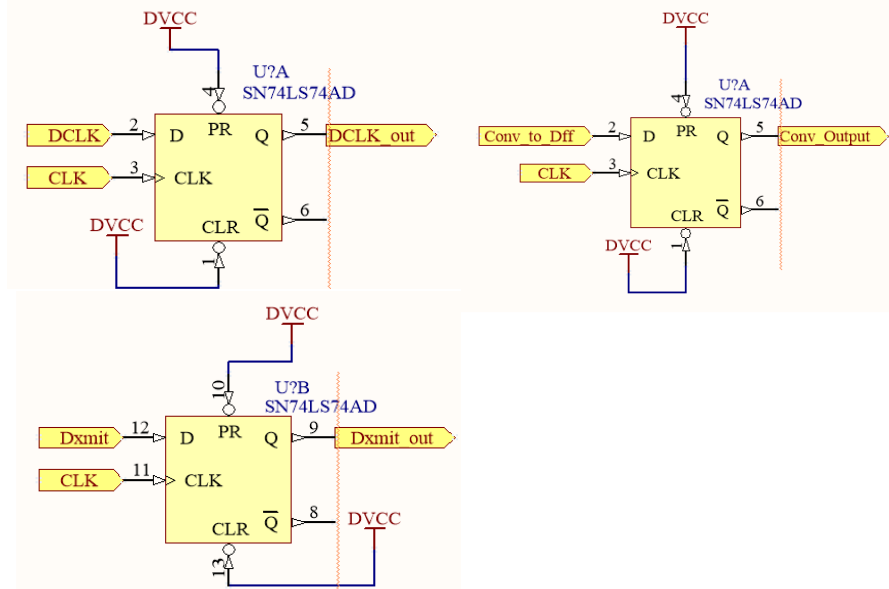 DVCC
U?A
SN74LS74AD
4
DCLK
2
D
PR
Q
5
DCLK_out
CLK
3
CLK
6
Q
CLR
DVCC
1
DVCC
U?A
SN74LS74AD
4
Conv_to_Dff
2
D
PR
Q
5
Conv_Output
CLK
3
CLK
6
Q
CLR
DVCC
1
DVCC
10
U?B
SN74LS74AD
Dxmit
12
D
PR
Q
9
Dxmit_out
CLK
11
CLK
8
Q
CLR
DVCC
13